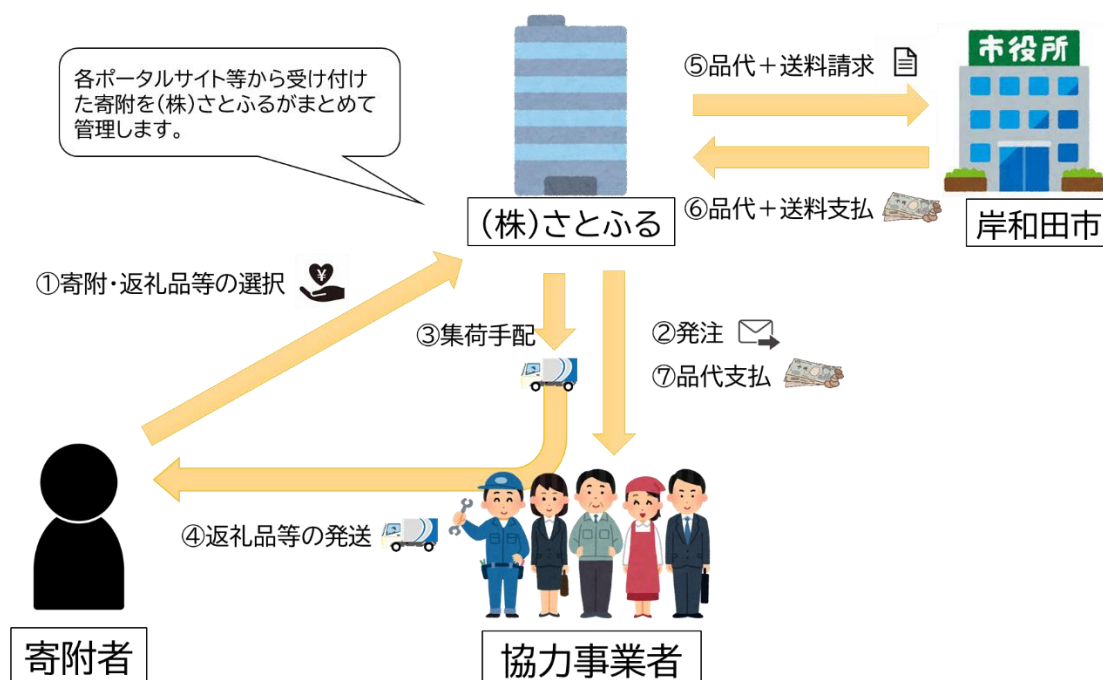 各ポータルサイト等から受け付け
た寄附を(株)さとふるがまとめて
管理します。
⑤品代＋送料請求
市役所
(株)さとふる
⑥品代＋送料支払
岸和田市
①寄附・返礼品等の選択
③集荷手配
②発注
⑦品代支払
④返礼品等の発送
寄附者
協力事業者